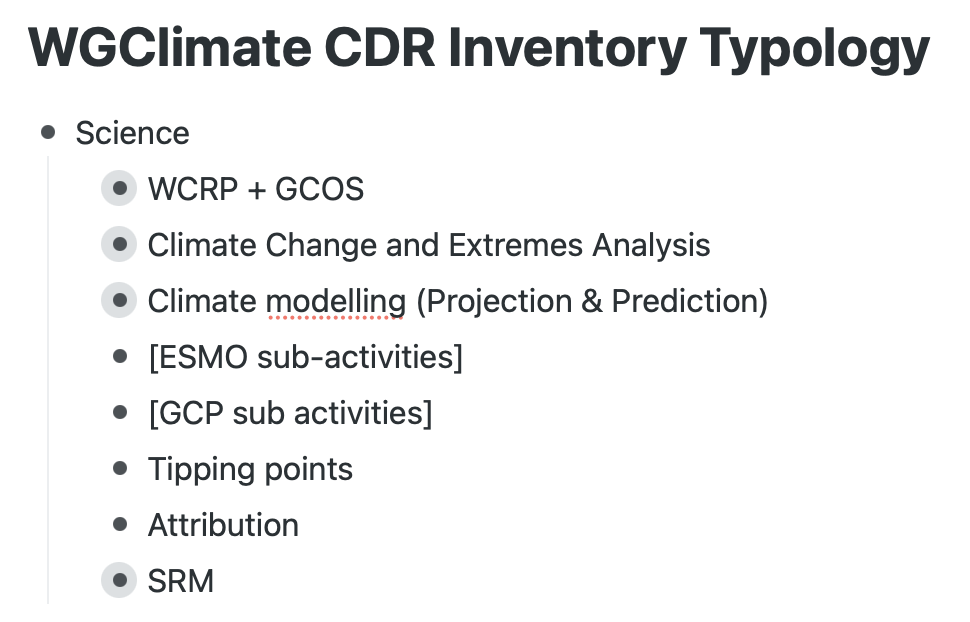 WGClimate CDR Inventory Typology
Science
WCRP + GCOS
Climate Change and Extremes Analysis
Climate modelling (Projection & Prediction)
[ESMO sub-activities]
[GCP sub activities]
Tipping points
Attribution
SRM